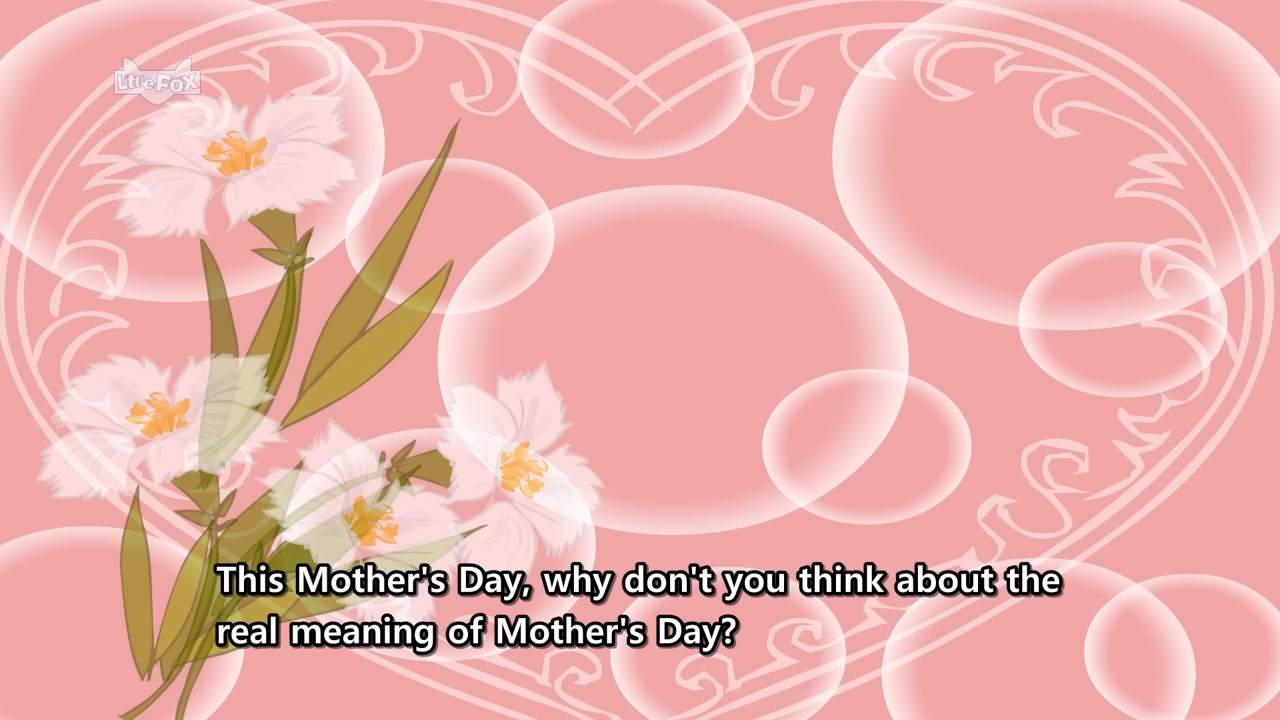 Little Fox
This Mother's Day, why don't you think about the
real meaning of Mother's Day?